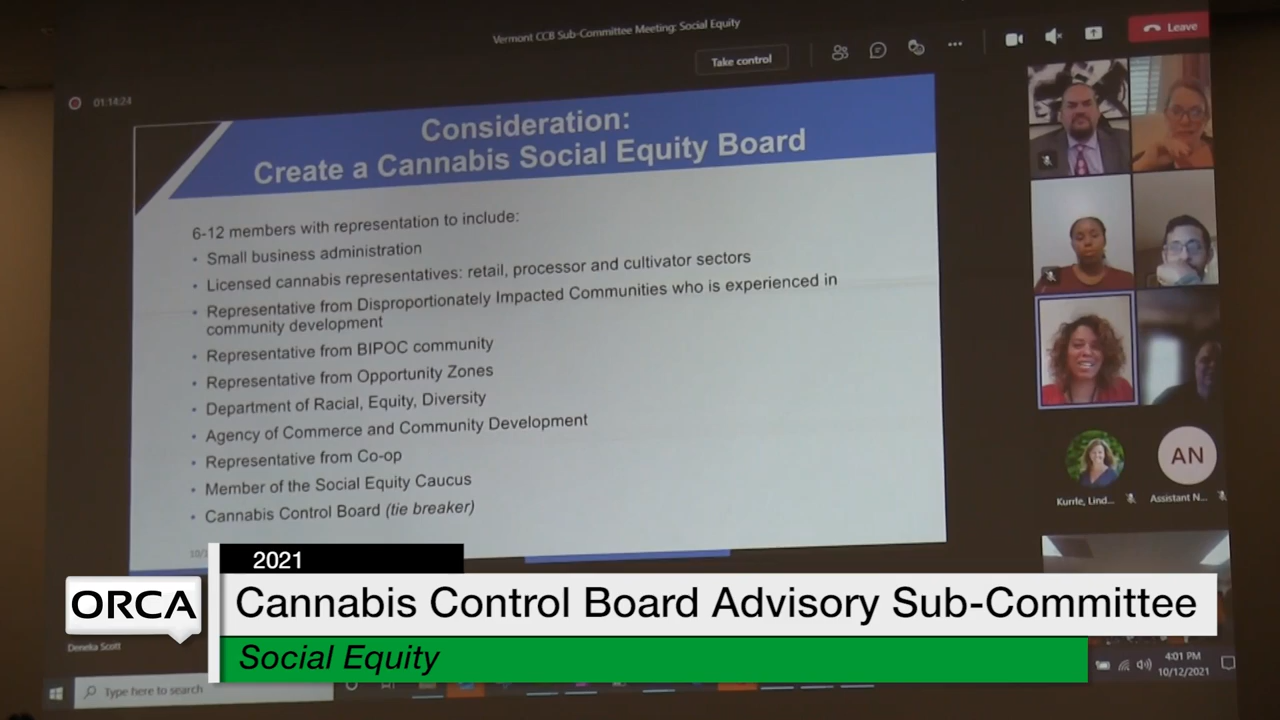 Vermont CCB Sub-Committee Meeting: Social Equity
Take control
Leave
01:14:24
Consideration:
Create a Cannabis Social Equity Board
6-12 members with representation to include:
• Small business administration
• Licensed cannabis representatives: retail, processor and cultivator sectors
• Representative from Disproportionately Impacted Communities who is experienced in
community development
• Representative from BIPOC community
• Representative from Opportunity Zones
• Department of Racial, Equity, Diversity
• Agency of Commerce and Community Development
• Representative from Co-op
• Member of the Social Equity Caucus
• Cannabis Control Board (tie breaker)
AN
Kurrle, Lind...
Assistant N...
2021
ORCA
Cannabis Control Board Advisory Sub-Committee
Social Equity
Type here to search
4:01 PM
10/12/2021